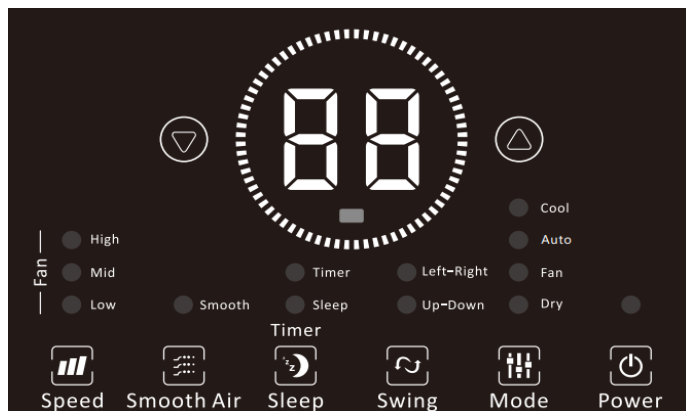 88
Cool
High
Auto
Fan
Mid
Timer
Left-Right
Fan
Low
Smooth
Sleep
Up-Down
Dry
Timer
Speed
Smooth Air
Sleep
Swing
Mode
Power